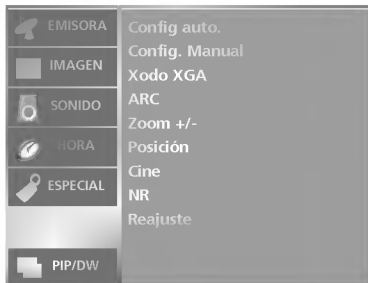 EMISORA
IMAGEN
SONIDO
HORA
ESPECIAL
PIP/DW
Config auto.
Config. Manual
Xodo XGA
ARC
Zoom +/-
Posición
Cine
NR
Reajuste